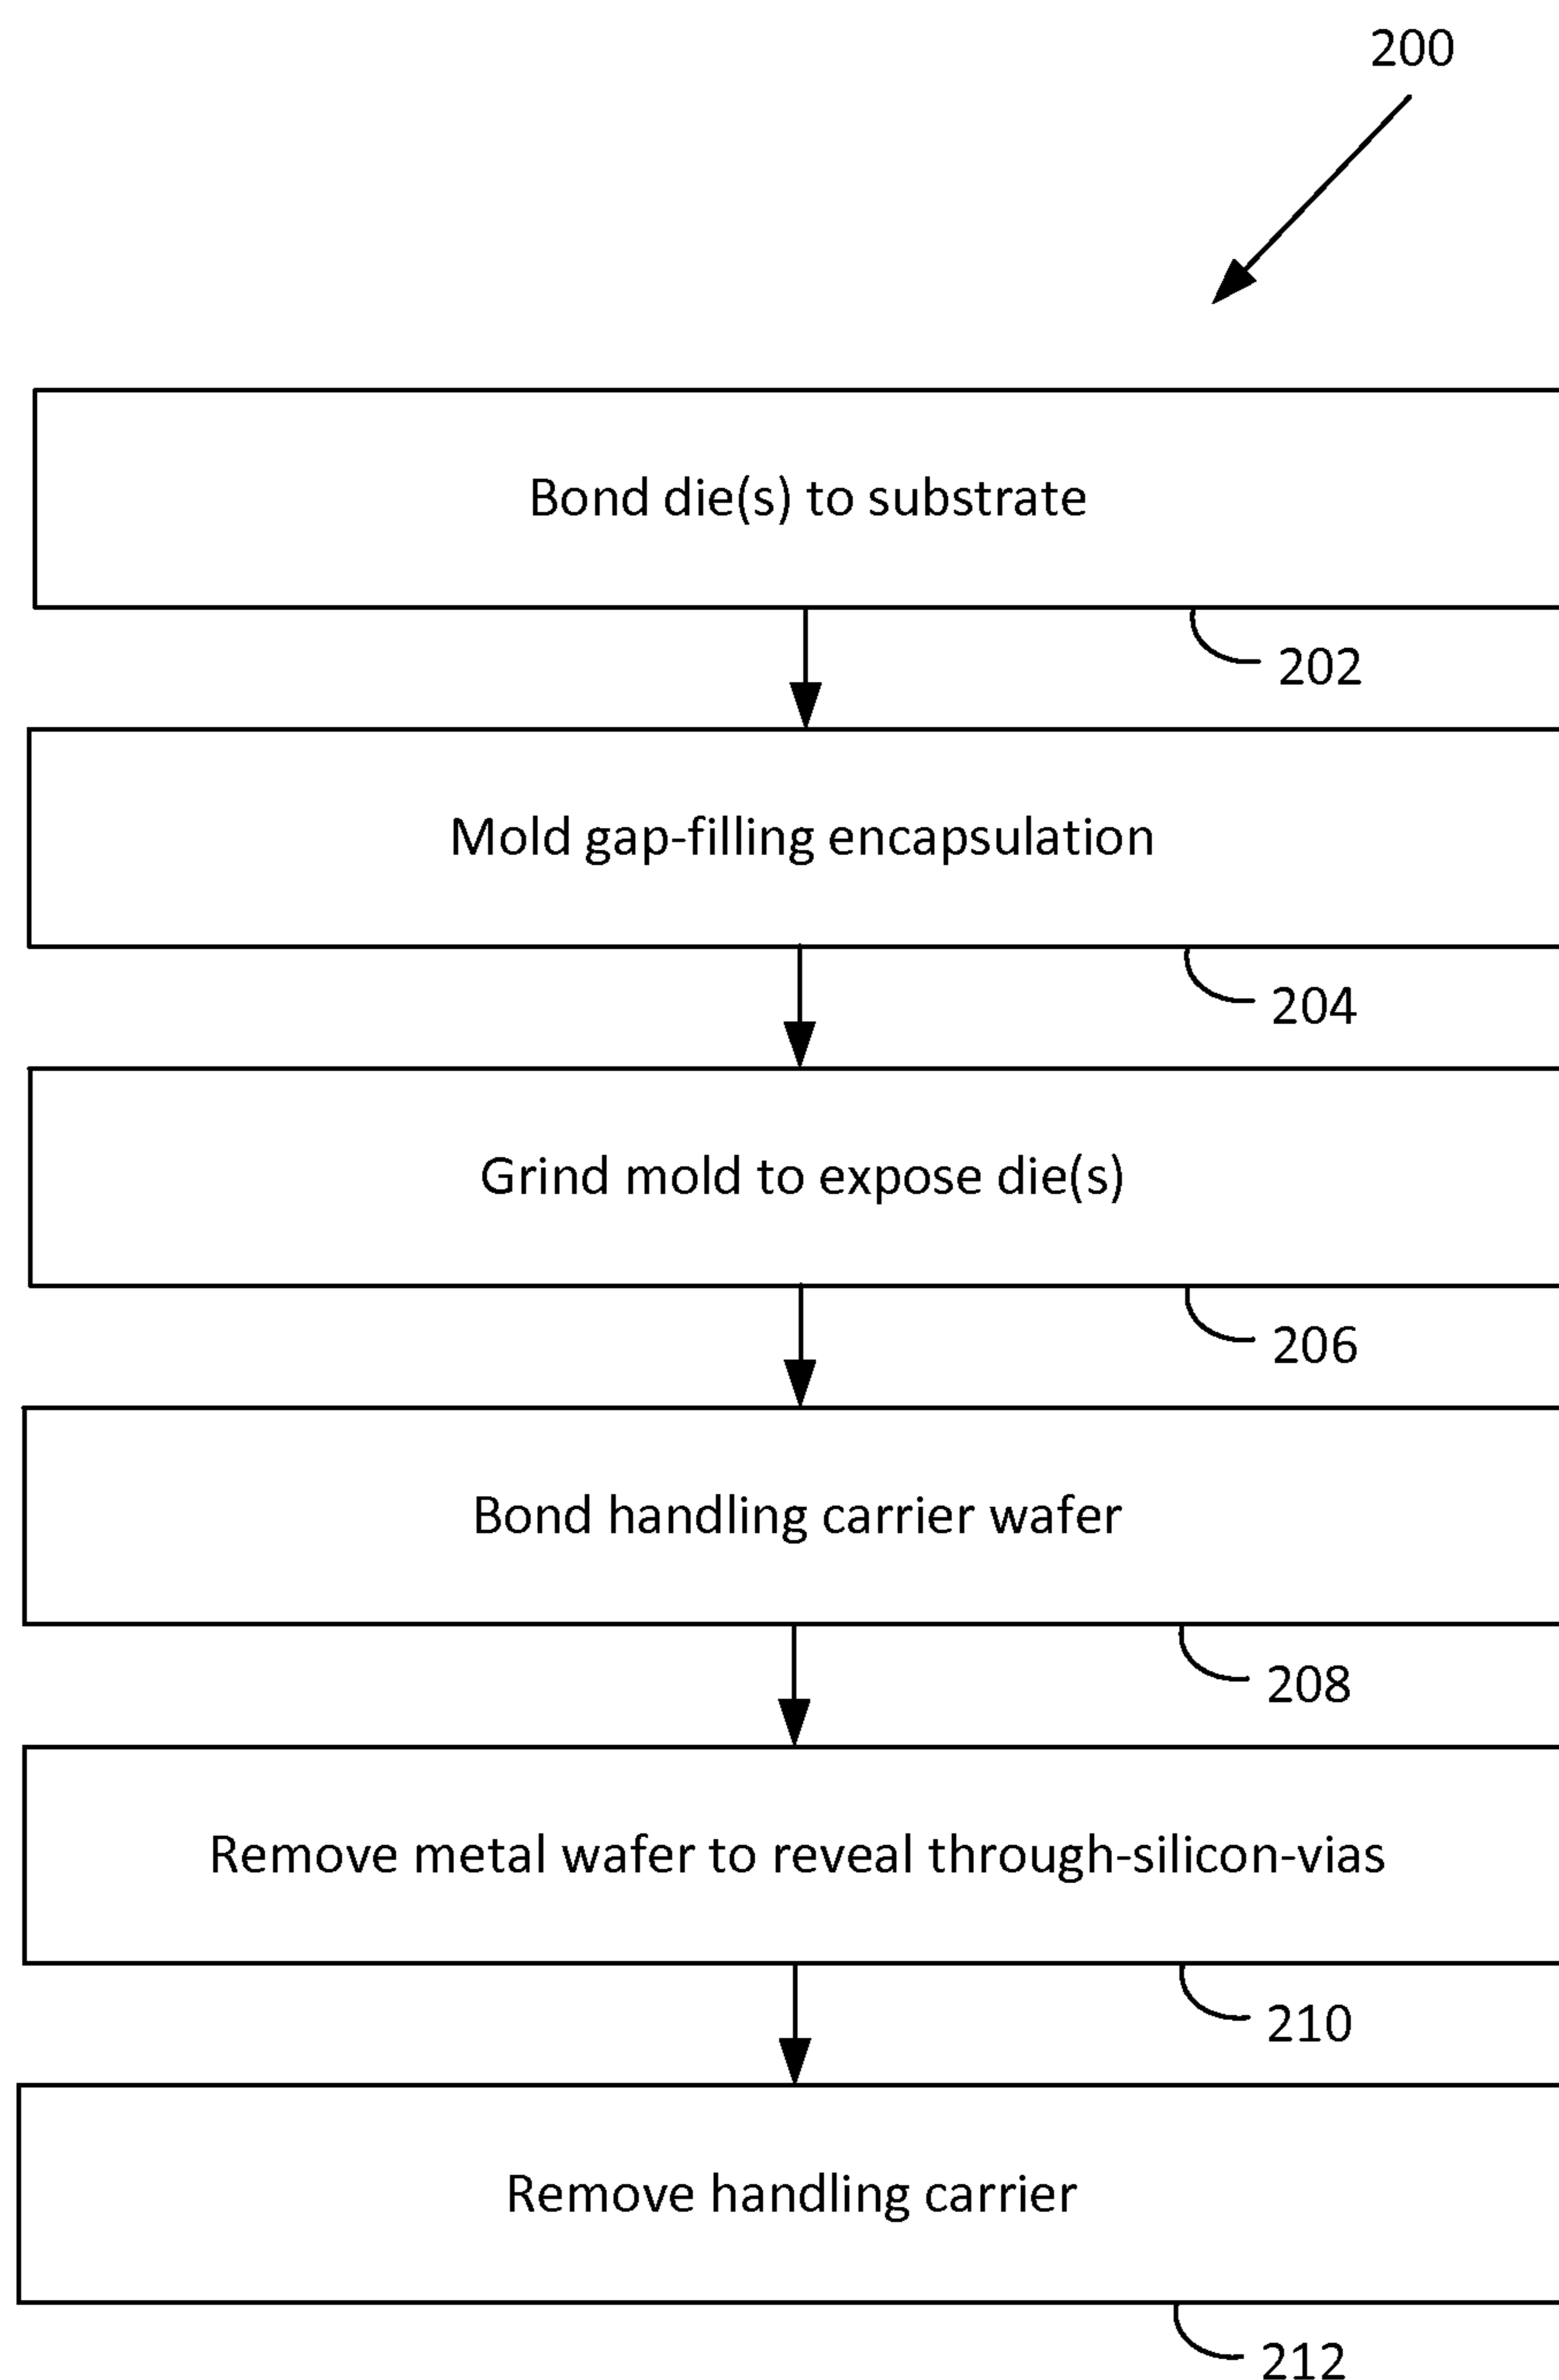 200
Bond die(s) to substrate
202
Mold gap-filling encapsulation
204
Grind mold to expose die(s)
206
Bond handling carrier wafer
208
Remove metal wafer to reveal through-silicon-vias
210
Remove handling carrier
212